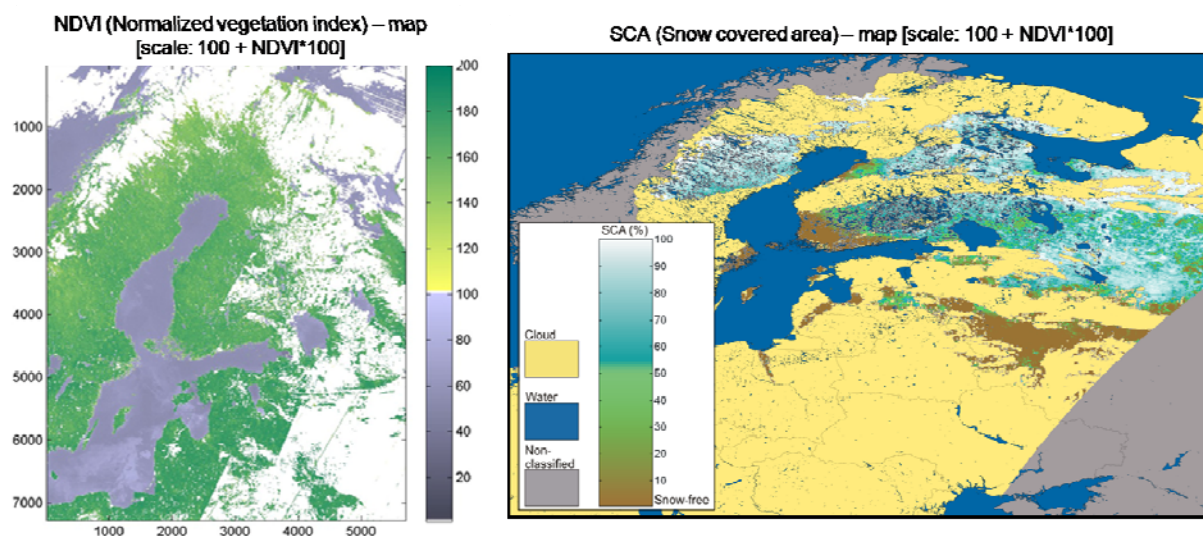 NDVI (Normalized vegetation index) – map
[scale: 100 + NDVI*100]
1000
2000
3000
4000
5000
6000
7000
1000 2000 3000 4000 5000
200
180
160
140
120
100
80
60
40
20
SCA (Snow covered area) – map [scale: 100 + NDVI*100]
SCA (%)
100
90
80
70
60
50
40
30
20
10
Snow-free
Cloud
Water
Non-
classified